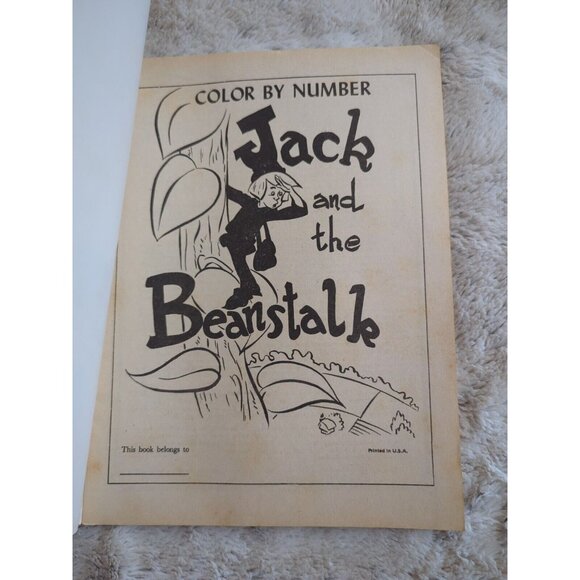 COLOR BY NUMBER
Jack
and
the
Beanstalk
This book belongs to
Printed in U.S.A.